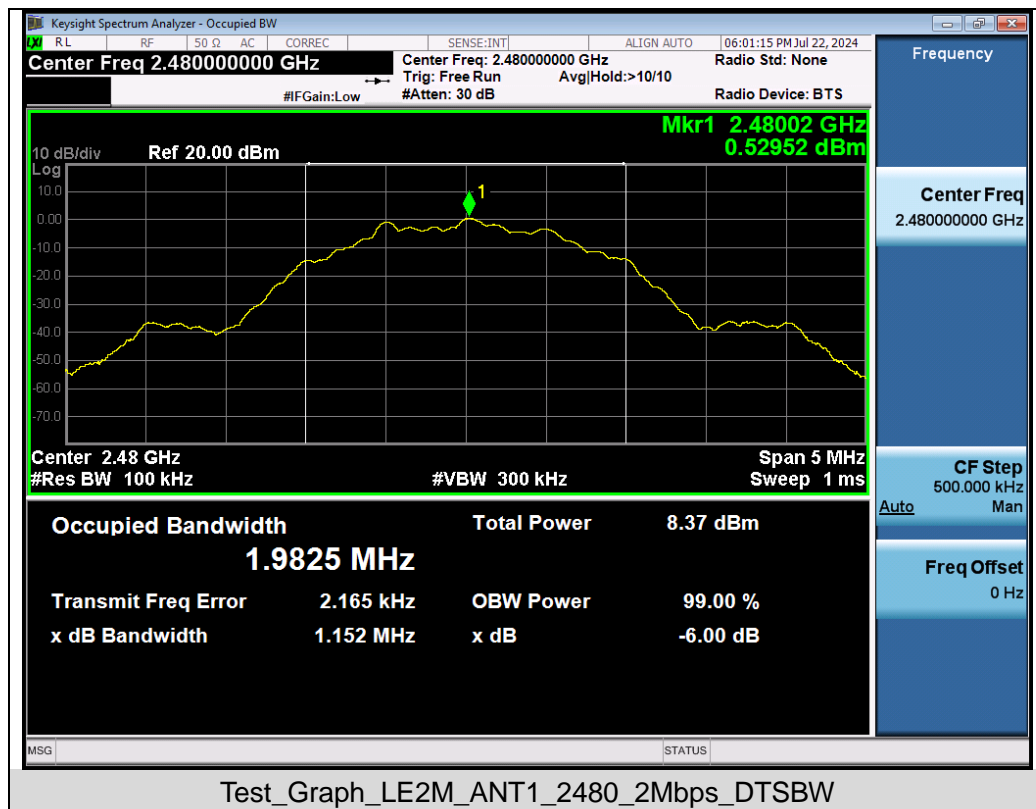 Keysight Spectrum Analyzer - Occupied BW
LXI RL RF 50 Ω AC CORREC SENSE:INT ALIGN AUTO 06:01:15 PM Jul 22, 2024
Center Freq 2.480000000 GHz
Center Freq: 2.480000000 GHz
Radio Std: None
Trig: Free Run Avg|Hold:>10/10
#IFGain:Low #Atten: 30 dB Radio Device: BTS
Mkr1 2.48002 GHz
0.52952 dBm
10 dB/div Ref 20.00 dBm
Log
10.0
1
0.00
-10.0
-20.0
-30.0
-40.0
-50.0
-60.0
-70.0
Center 2.48 GHz Span 5 MHz
#Res BW 100 kHz #VBW 300 kHz Sweep 1 ms
Occupied Bandwidth Total Power 8.37 dBm
1.9825 MHz
Transmit Freq Error 2.165 kHz OBW Power 99.00 %
x dB Bandwidth 1.152 MHz x dB -6.00 dB
Frequency
Center Freq
2.480000000 GHz
CF Step
500.000 kHz
Auto Man
Freq Offset
0 Hz
MSG STATUS
Test_Graph_LE2M_ANT1_2480_2Mbps_DTSBW